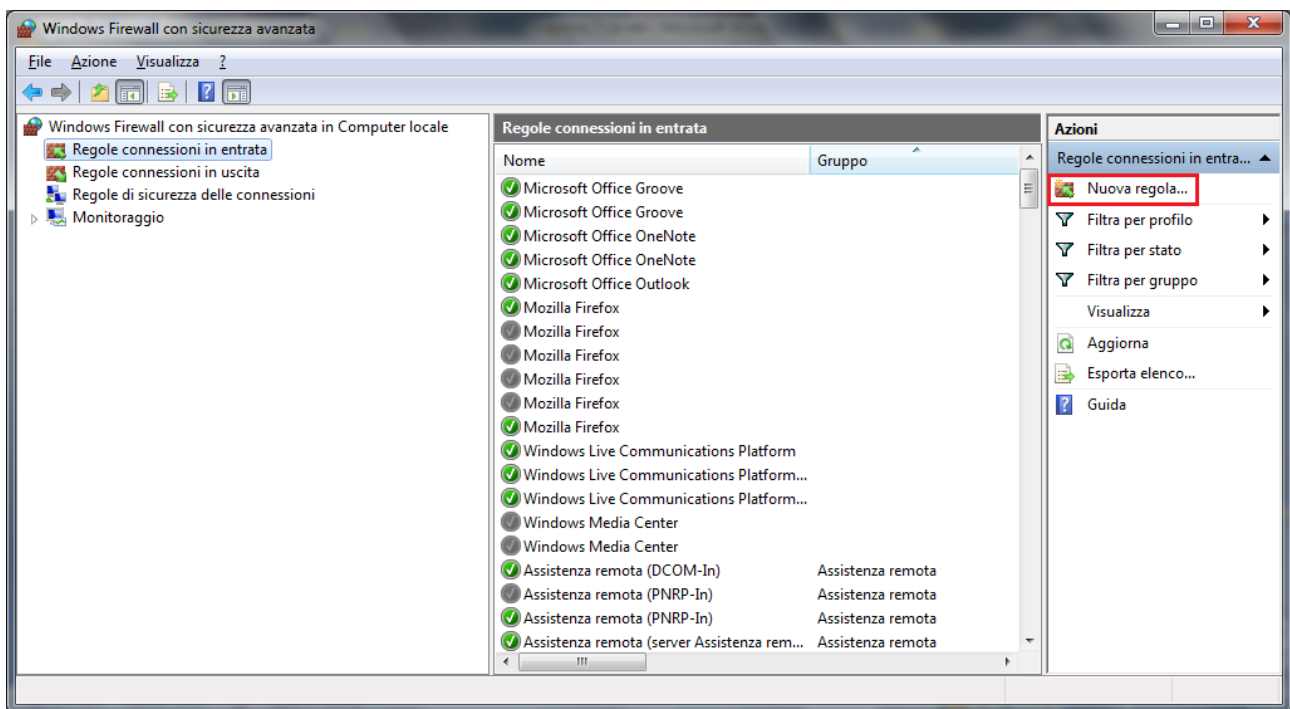 Windows Firewall con sicurezza avanzata
File Azione Visualizza ?
Windows Firewall con sicurezza avanzata in Computer locale
Regole connessioni in entrata
Regole connessioni in uscita
Regole di sicurezza delle connessioni
Monitoraggio
Regole connessioni in entrata
Nome Gruppo
Microsoft Office Groove
Microsoft Office Groove
Microsoft Office OneNote
Microsoft Office OneNote
Microsoft Office Outlook
Mozilla Firefox
Mozilla Firefox
Mozilla Firefox
Mozilla Firefox
Mozilla Firefox
Mozilla Firefox
Windows Live Communications Platform
Windows Live Communications Platform...
Windows Live Communications Platform...
Windows Media Center
Windows Media Center
Assistenza remota (DCOM-In) Assistenza remota
Assistenza remota (PNRP-In) Assistenza remota
Assistenza remota (PNRP-In) Assistenza remota
Assistenza remota (server Assistenza rem... Assistenza remota
Azioni
Regole connessioni in entra...
Nuova regola...
Filtra per profilo
Filtra per stato
Filtra per gruppo
Visualizza
Aggiorna
Esporta elenco...
Guida